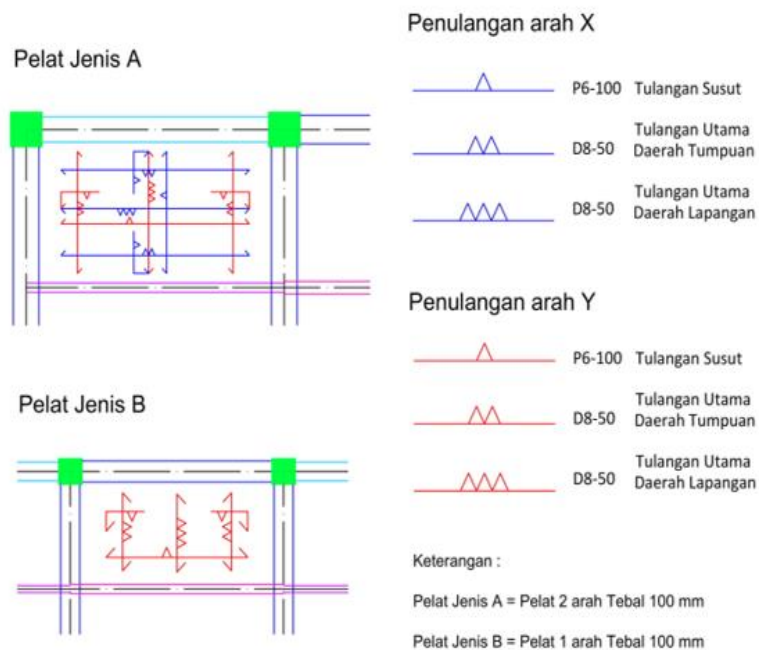 Pelat Jenis A
Penulangan arah X
P6-100 Tulangan Susut
D8-50 Tulangan Utama
Daerah Tumpuan
D8-50 Tulangan Utama
Daerah Lapangan
Penulangan arah Y
P6-100 Tulangan Susut
D8-50 Tulangan Utama
Daerah Tumpuan
D8-50 Tulangan Utama
Daerah Lapangan
Pelat Jenis B
Keterangan :
Pelat Jenis A = Pelat 2 arah Tebal 100 mm
Pelat Jenis B = Pelat 1 arah Tebal 100 mm